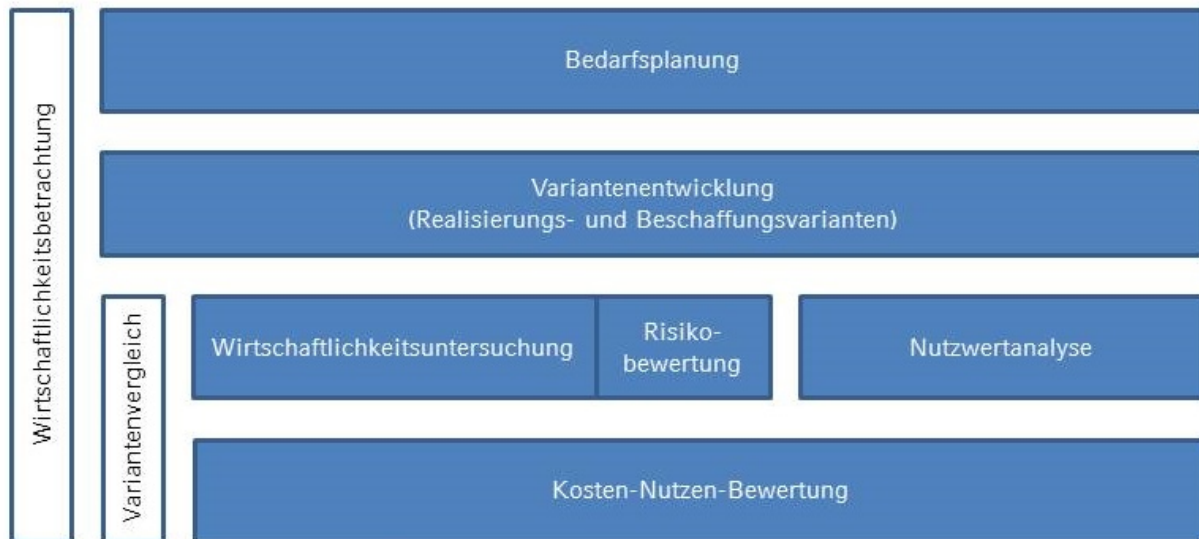 Wirtschaftlichkeitsbetrachtung
Bedarfsplanung
Variantenentwicklung
(Realisierungs- und Beschaffungsvarianten)
Variantenvergleich
Wirtschaftlichkeitsuntersuchung
Risiko-
bewertung
Nutzwertanalyse
Kosten-Nutzen-Bewertung